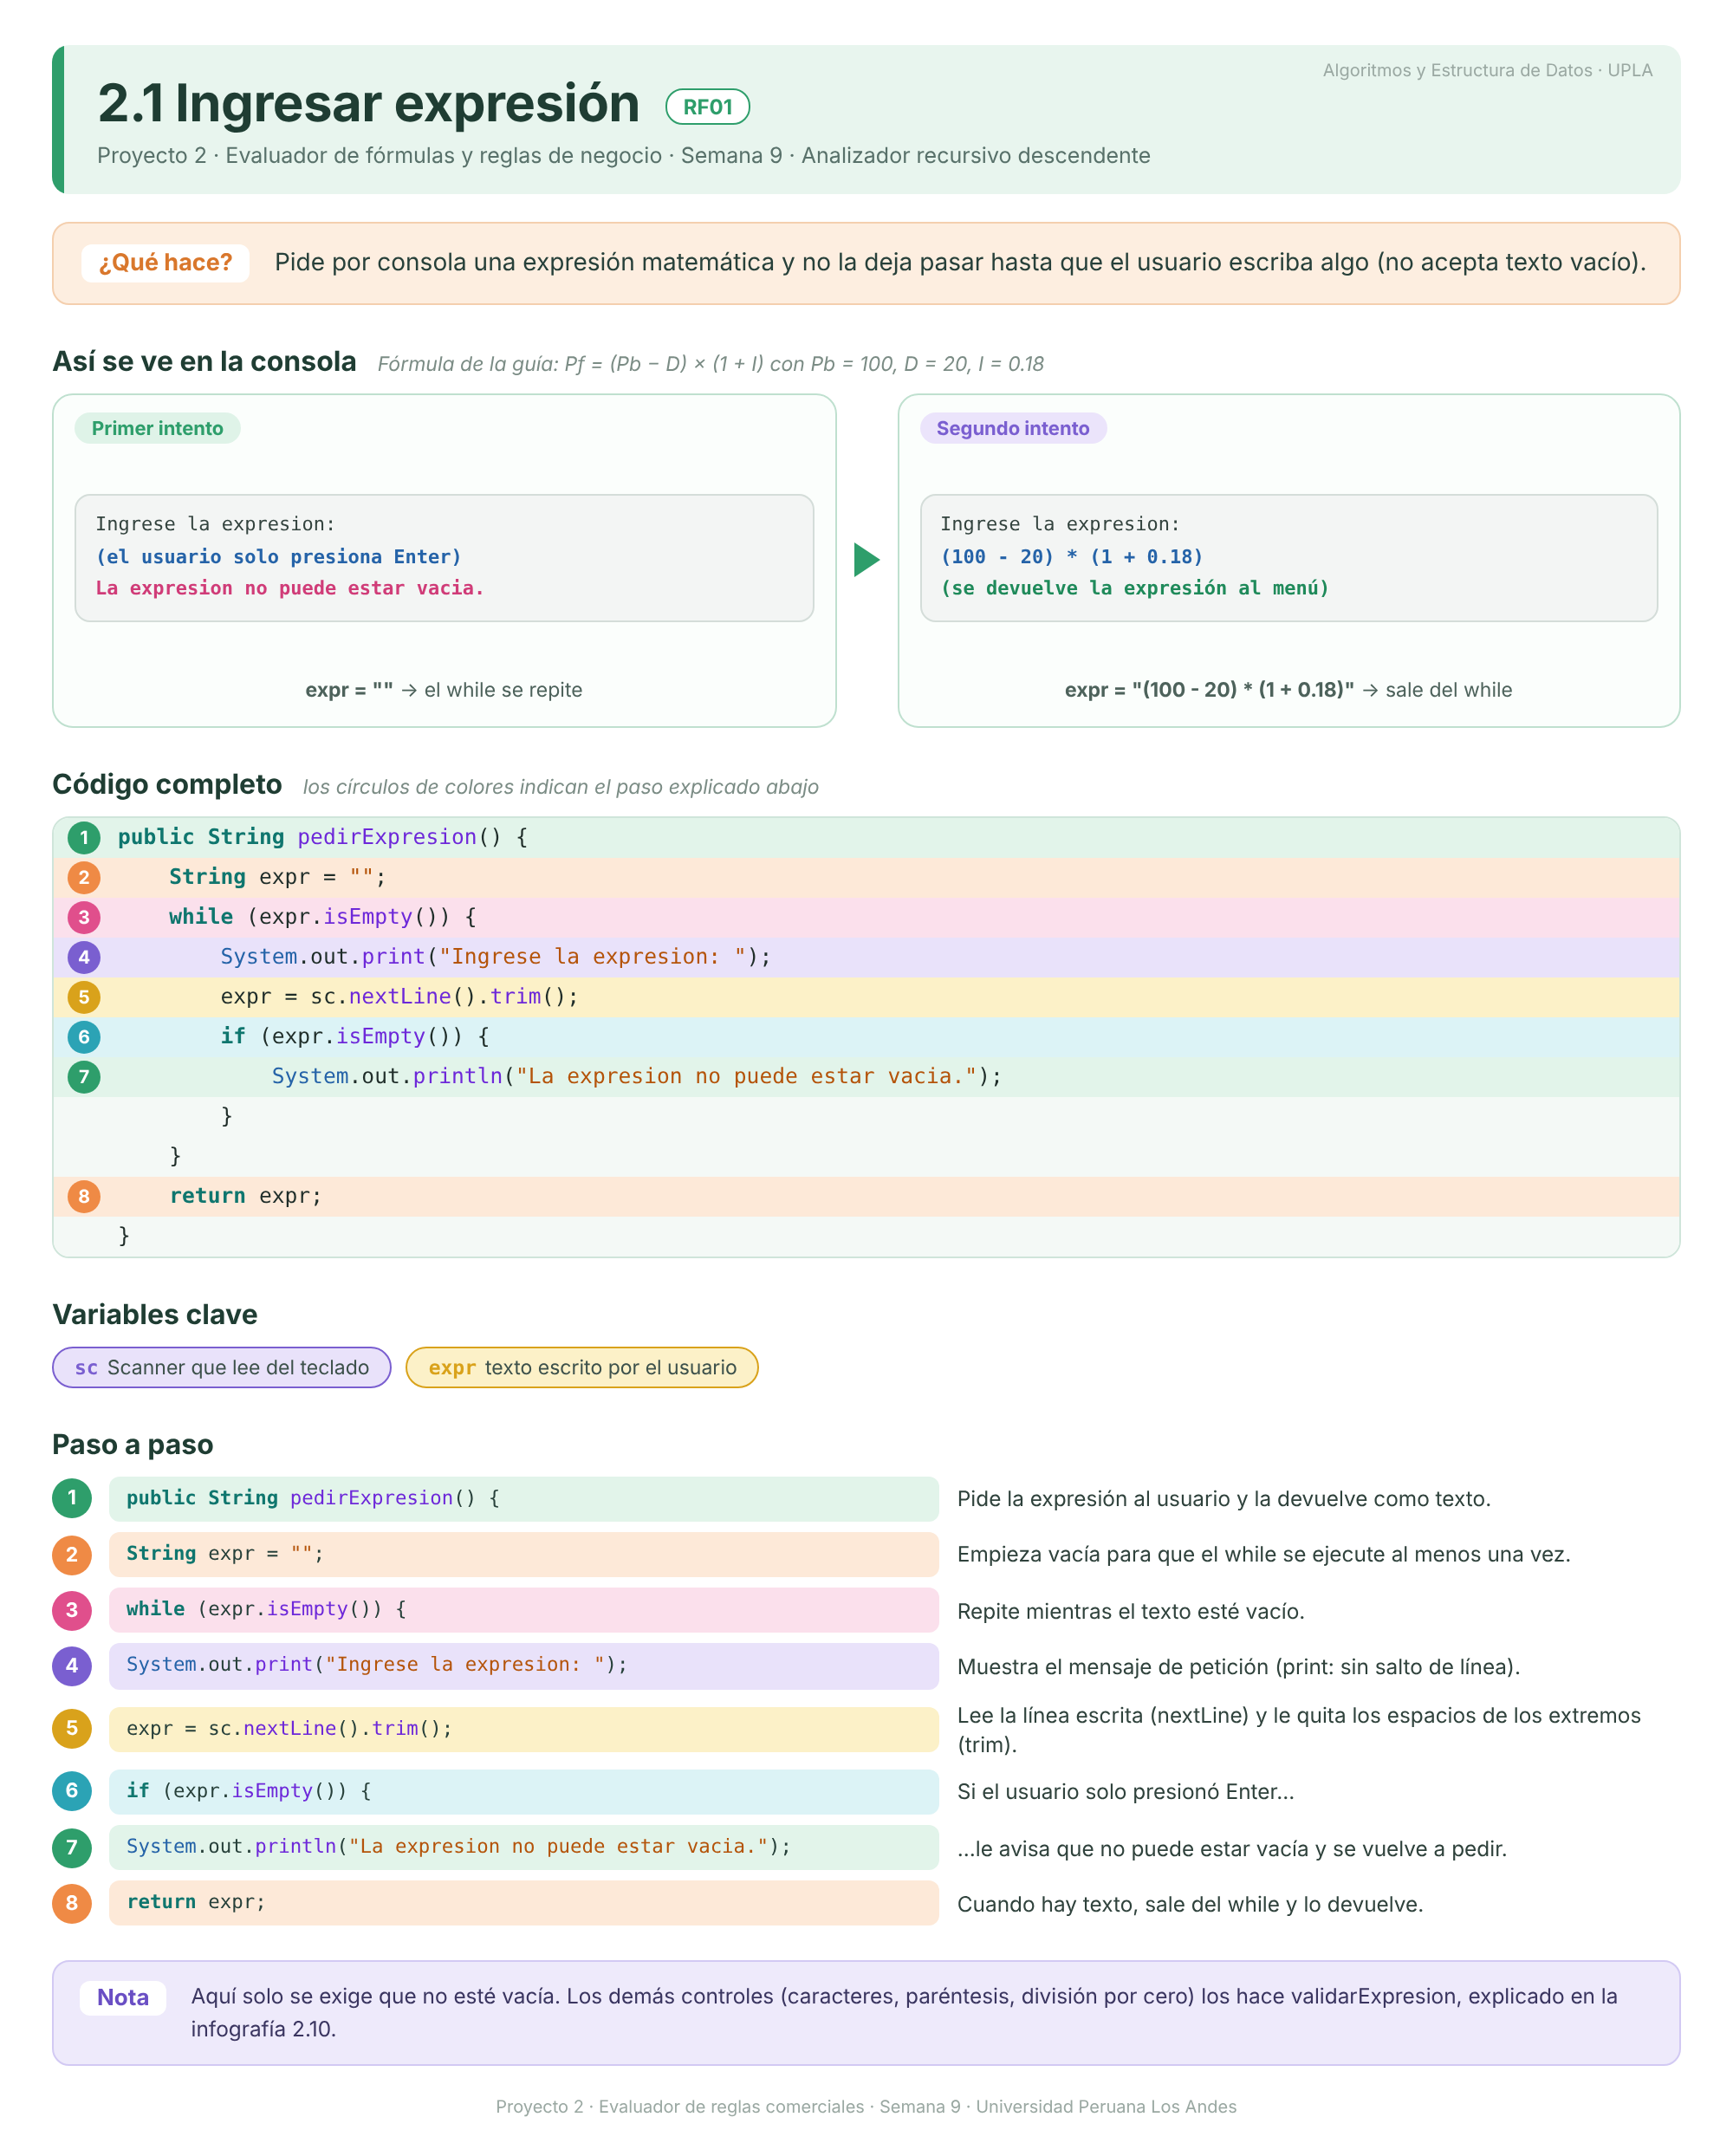 Algoritmos y Estructura de Datos · UPLA
2.1 Ingresar expresión RF01
Proyecto 2 · Evaluador de fórmulas y reglas de negocio · Semana 9 · Analizador recursivo descendente
¿Qué hace? Pide por consola una expresión matemática y no la deja pasar hasta que el usuario escriba algo (no acepta texto vacío).
Así se ve en la consola Fórmula de la guía: Pf = (Pb − D) × (1 + I) con Pb = 100, D = 20, I = 0.18
Primer intento
Ingrese la expresion:
(el usuario solo presiona Enter)
La expresion no puede estar vacia.
expr = "" → el while se repite
Segundo intento
Ingrese la expresion:
(100 - 20) * (1 + 0.18)
(se devuelve la expresión al menú)
expr = "(100 - 20) * (1 + 0.18)" → sale del while
Código completo los círculos de colores indican el paso explicado abajo
1 public String pedirExpresion() {
2 String expr = "";
3 while (expr.isEmpty()) {
4 System.out.print("Ingrese la expresion: ");
5 expr = sc.nextLine().trim();
6 if (expr.isEmpty()) {
7 System.out.println("La expresion no puede estar vacia.");
}
}
8 return expr;
}
Variables clave
sc Scanner que lee del teclado expr texto escrito por el usuario
Paso a paso
1 public String pedirExpresion() { Pide la expresión al usuario y la devuelve como texto.
2 String expr = ""; Empieza vacía para que el while se ejecute al menos una vez.
3 while (expr.isEmpty()) { Repite mientras el texto esté vacío.
4 System.out.print("Ingrese la expresion: "); Muestra el mensaje de petición (print: sin salto de línea).
5 expr = sc.nextLine().trim(); Lee la línea escrita (nextLine) y le quita los espacios de los extremos
(trim).
6 if (expr.isEmpty()) { Si el usuario solo presionó Enter...
7 System.out.println("La expresion no puede estar vacia."); ...le avisa que no puede estar vacía y se vuelve a pedir.
8 return expr; Cuando hay texto, sale del while y lo devuelve.
Nota Aquí solo se exige que no esté vacía. Los demás controles (caracteres, paréntesis, división por cero) los hace validarExpresion, explicado en la
infografía 2.10.
Proyecto 2 · Evaluador de reglas comerciales · Semana 9 · Universidad Peruana Los Andes